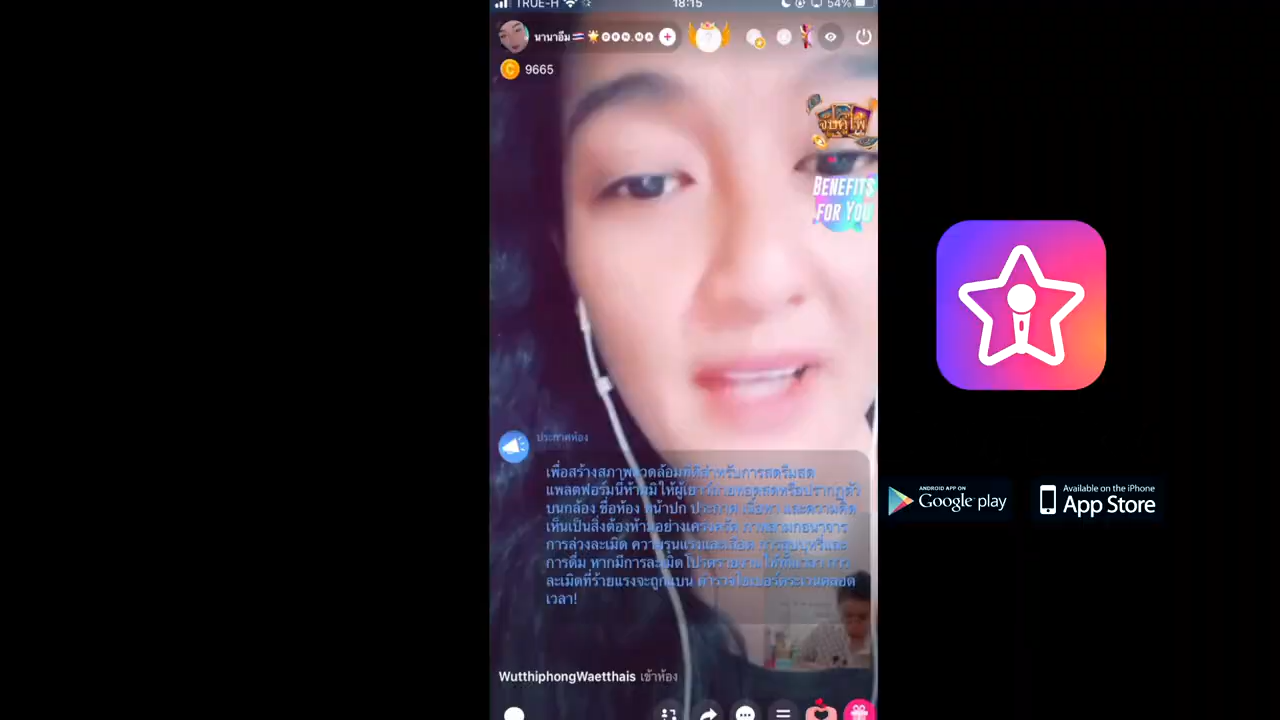 TRUE-H
18:15
54%
นานาอึม
9665
จับคู่ไพ่
BENEFITS
FOR YOU
ประกาศห้อง
เพื่อสร้างสภาพแวดล้อมที่ดีสำหรับการสตรีมสด
แพลตฟอร์มนี้ห้ามมิให้ผู้เยาว์ถ่ายทอดสดหรือปรากฏตัว
บนกล้อง ชื่อห้อง หน้าปก ประกาศ เนื้อหา และความคิด
เห็นเป็นสิ่งต้องห้ามอย่างเคร่งครัด ภาพลามกอนาจาร
การล่วงละเมิด ความรุนแรงและเลือด การสูบบุหรี่และ
การดื่ม หากมีการละเมิดโปรดรายงานให้ทันเวลา การ
ละเมิดที่ร้ายแรงจะถูกแบน ตำรวจไซเบอร์ตระเวนตลอด
เวลา!
WutthiphongWaetthais เข้าห้อง
ANDROID APP ON
Google play
Available on the iPhone
App Store